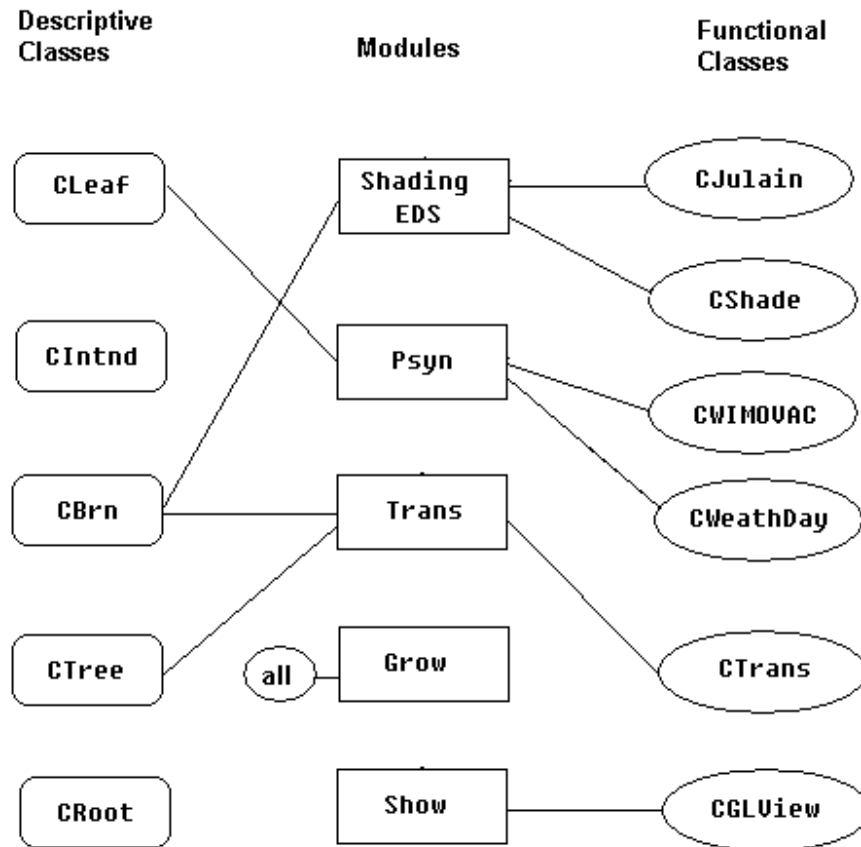 Descriptive
Classes
Modules
Functional
Classes
CLeaf
Shading
EDS
CJulain
CShade
CIntnd
Psyn
CWIMOVAC
CBrn
Trans
CWeathDay
CTree
all
Grow
CTrans
CRoot
Show
CGLView